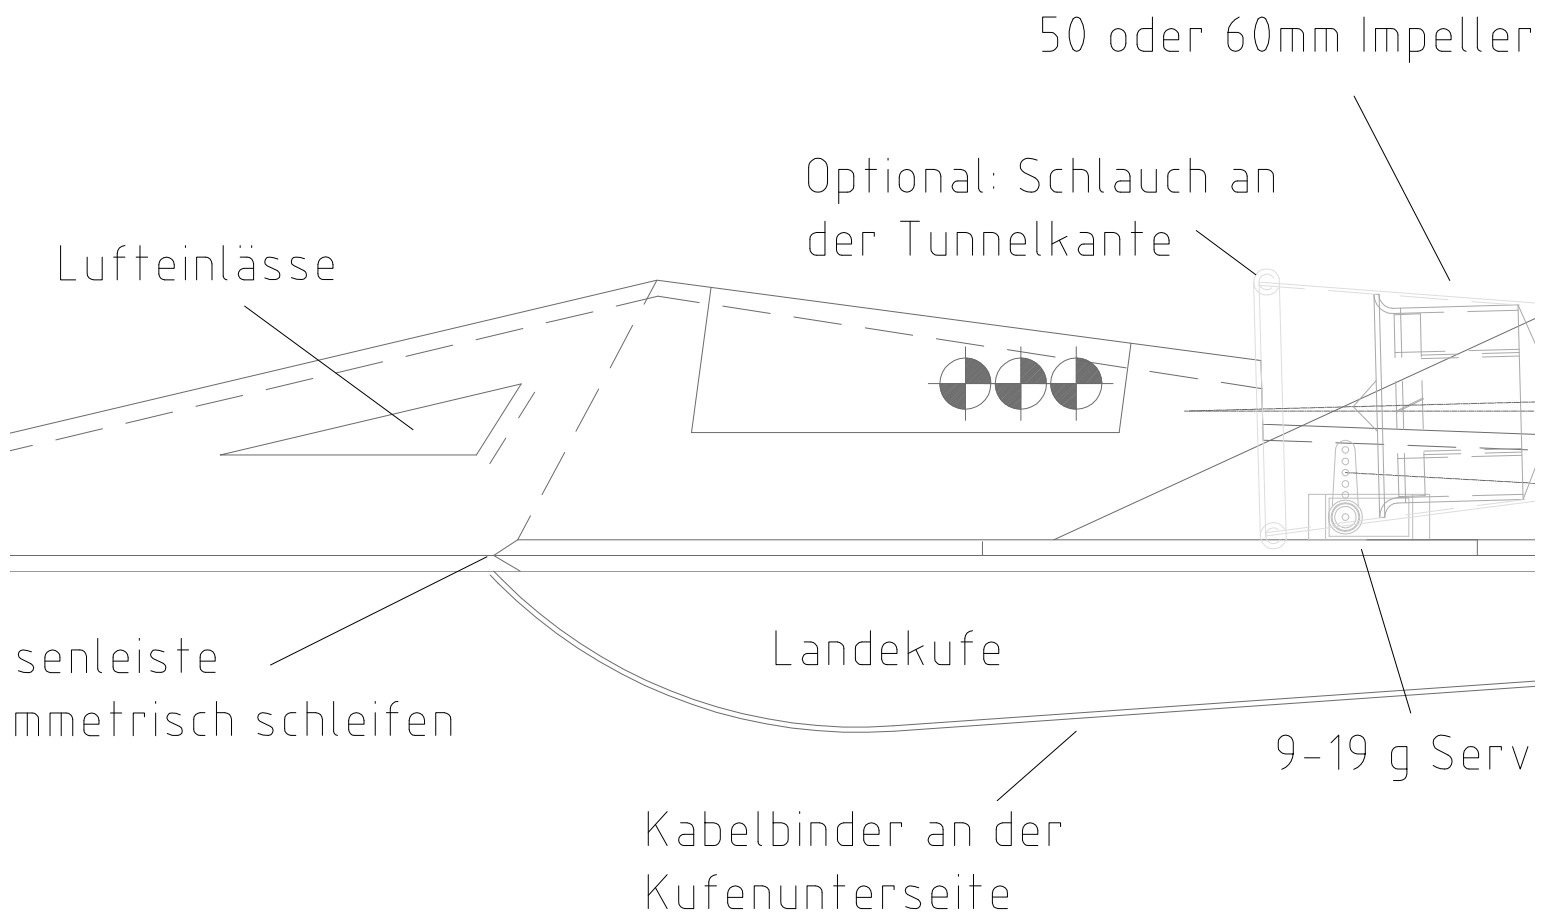 50 oder 60mm Impeller
Optional: Schlauch an
der Tunnelkante
Lufteinlässe
senleiste
mmetrisch schleifen
Landekufe
9-19 g Serv
Kabelbinder an der
Kufenunterseite